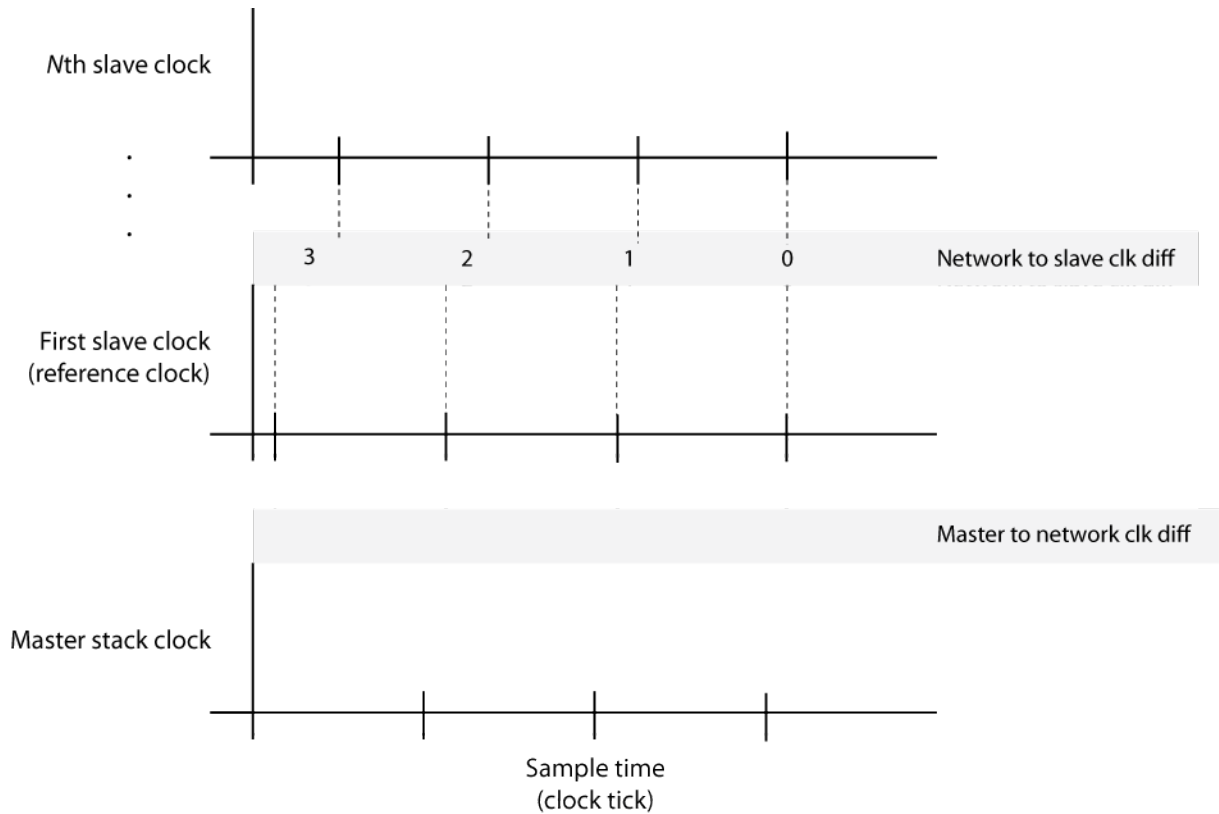 Nth slave clock
.
.
.
3 2 1 0 Network to slave clk diff
First slave clock
(reference clock)
Master to network clk diff
Master stack clock
Sample time
(clock tick)